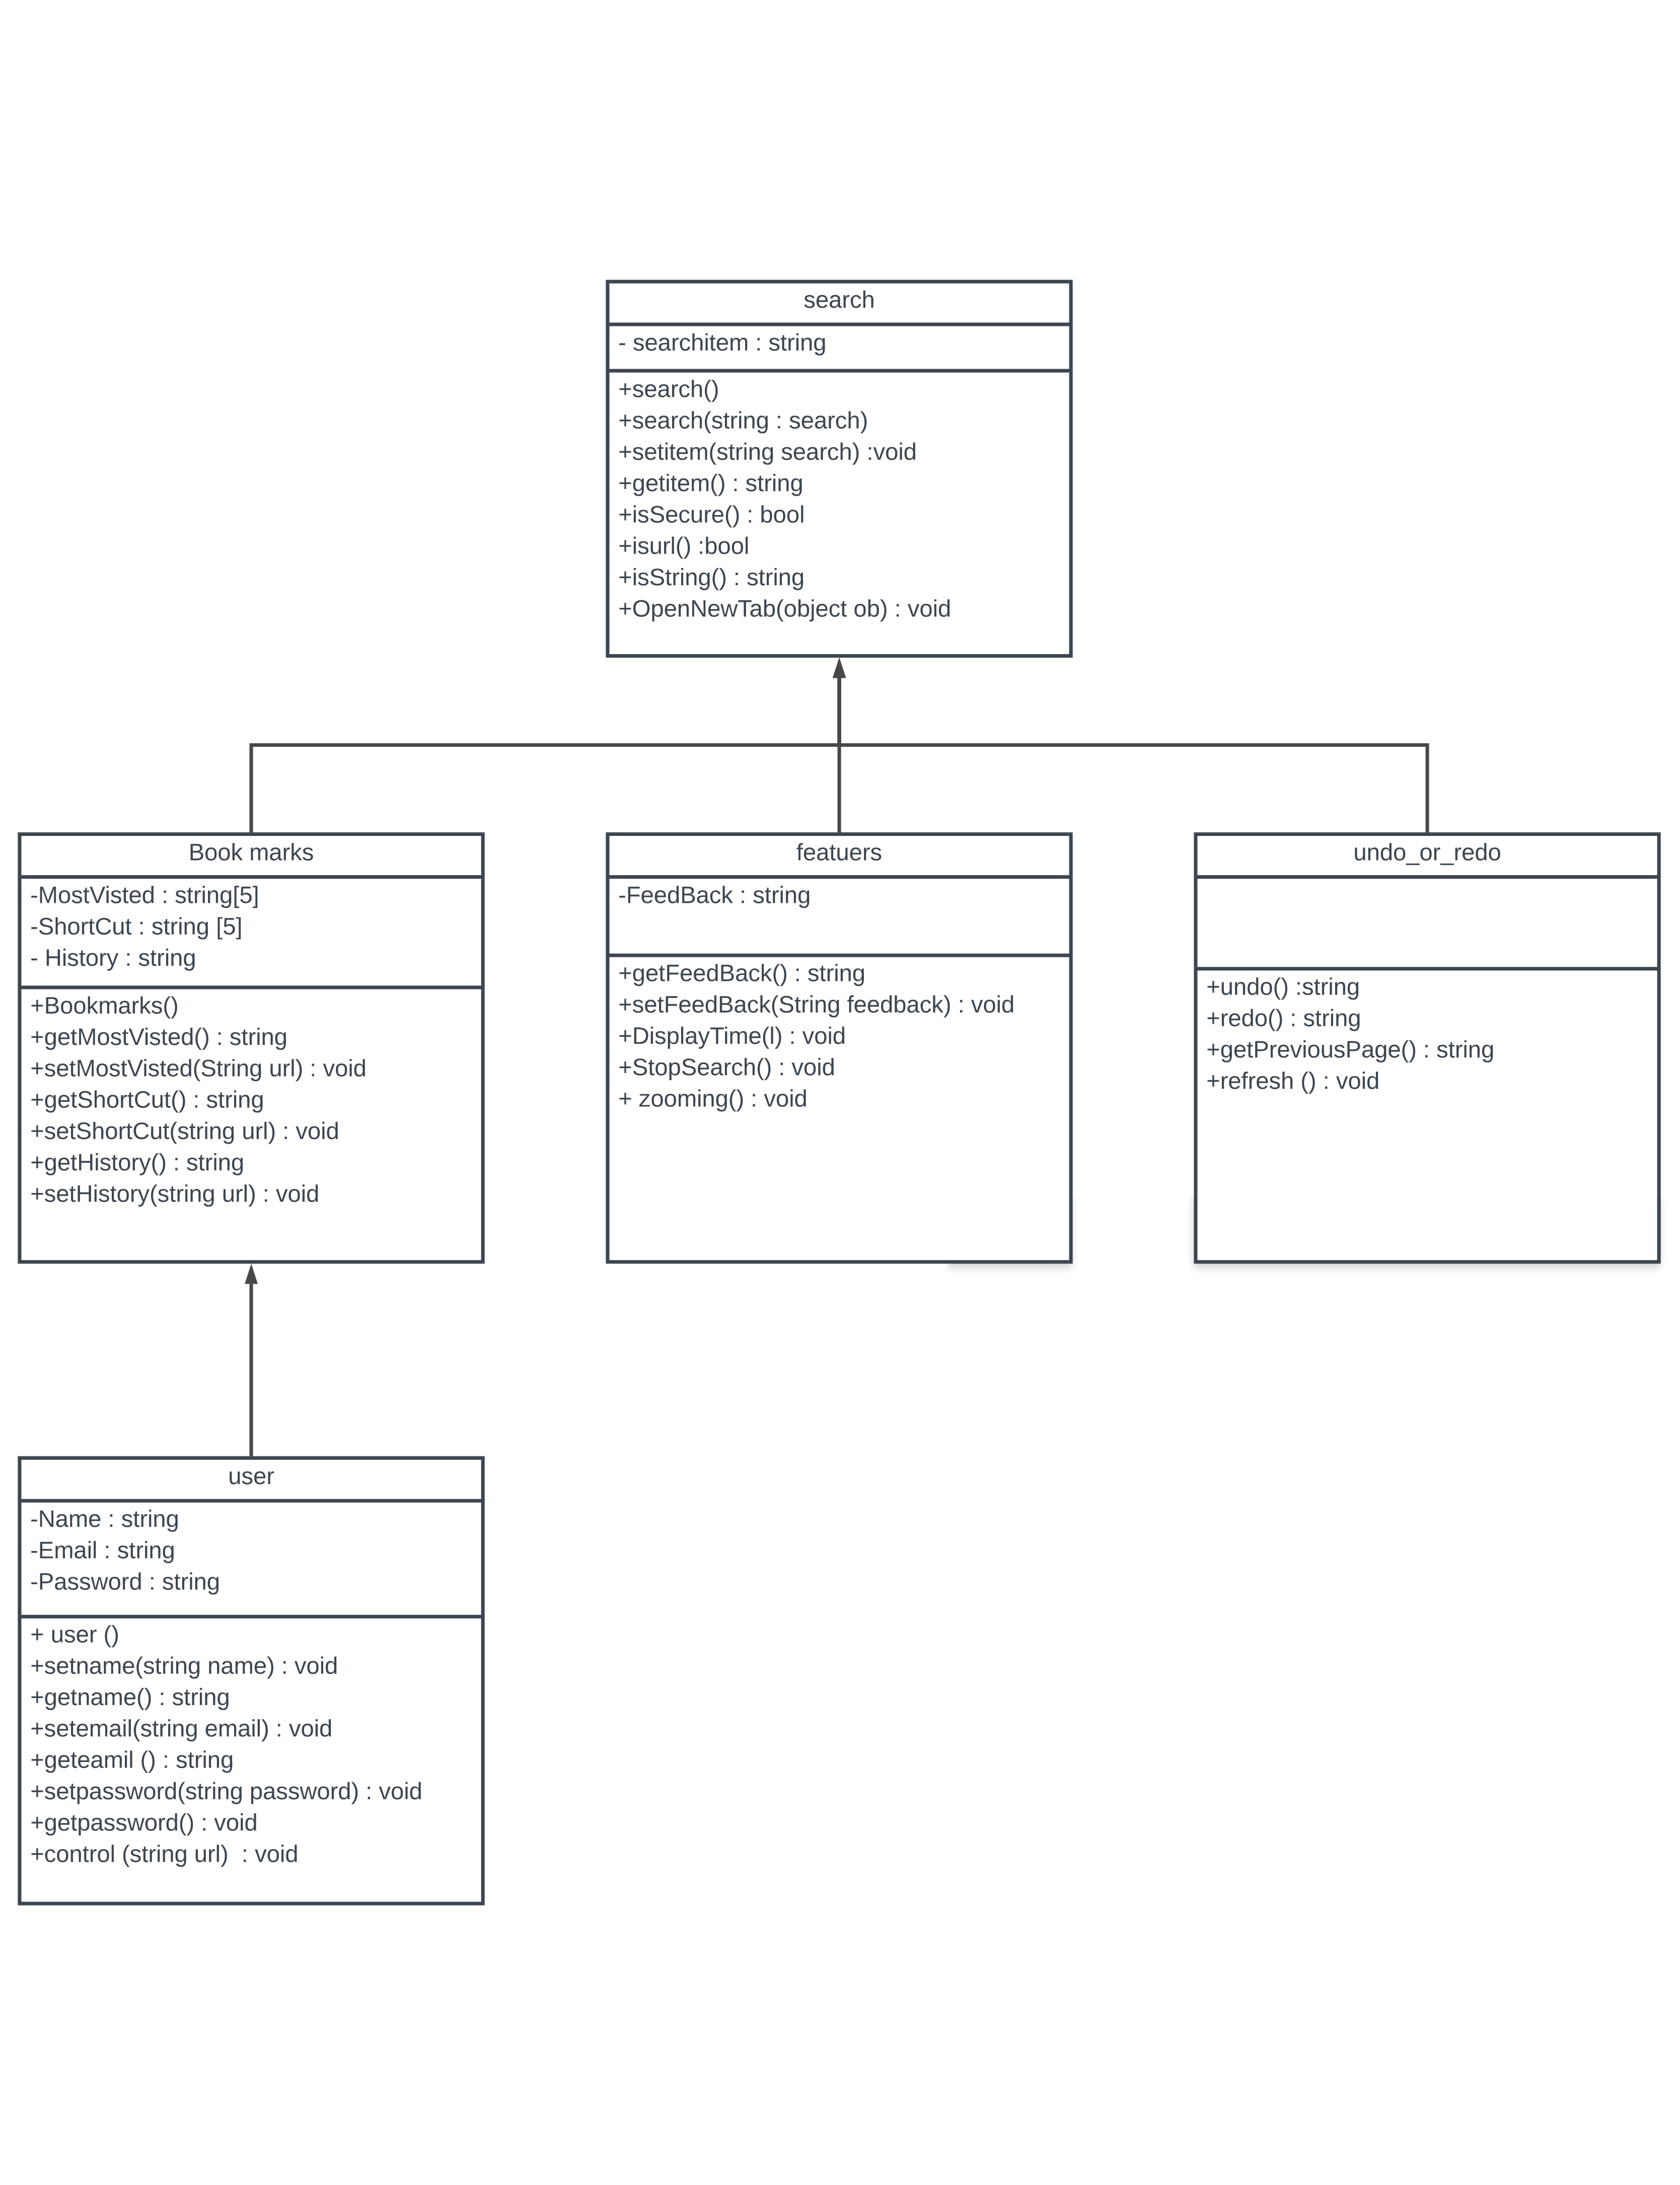 search
- searchitem : string
+search()
+search(string : search)
+setitem(string search) :void
+getitem() : string
+isSecure() : bool
+isurl() :bool
+isString() : string
+OpenNewTab(object ob) : void
Book marks
-MostVisted : string[5]
-ShortCut : string [5]
- History : string
+Bookmarks()
+getMostVisted() : string
+setMostVisted(String url) : void
+getShortCut() : string
+setShortCut(string url) : void
+getHistory() : string
+setHistory(string url) : void
featuers
-FeedBack : string
+getFeedBack() : string
+setFeedBack(String feedback) : void
+DisplayTime(l) : void
+StopSearch() : void
+ zooming() : void
undo_or_redo
+undo() :string
+redo() : string
+getPreviousPage() : string
+refresh () : void
user
-Name : string
-Email : string
-Password : string
+ user ()
+setname(string name) : void
+getname() : string
+setemail(string email) : void
+geteamil () : string
+setpassword(string password) : void
+getpassword() : void
+control (string url)  : void